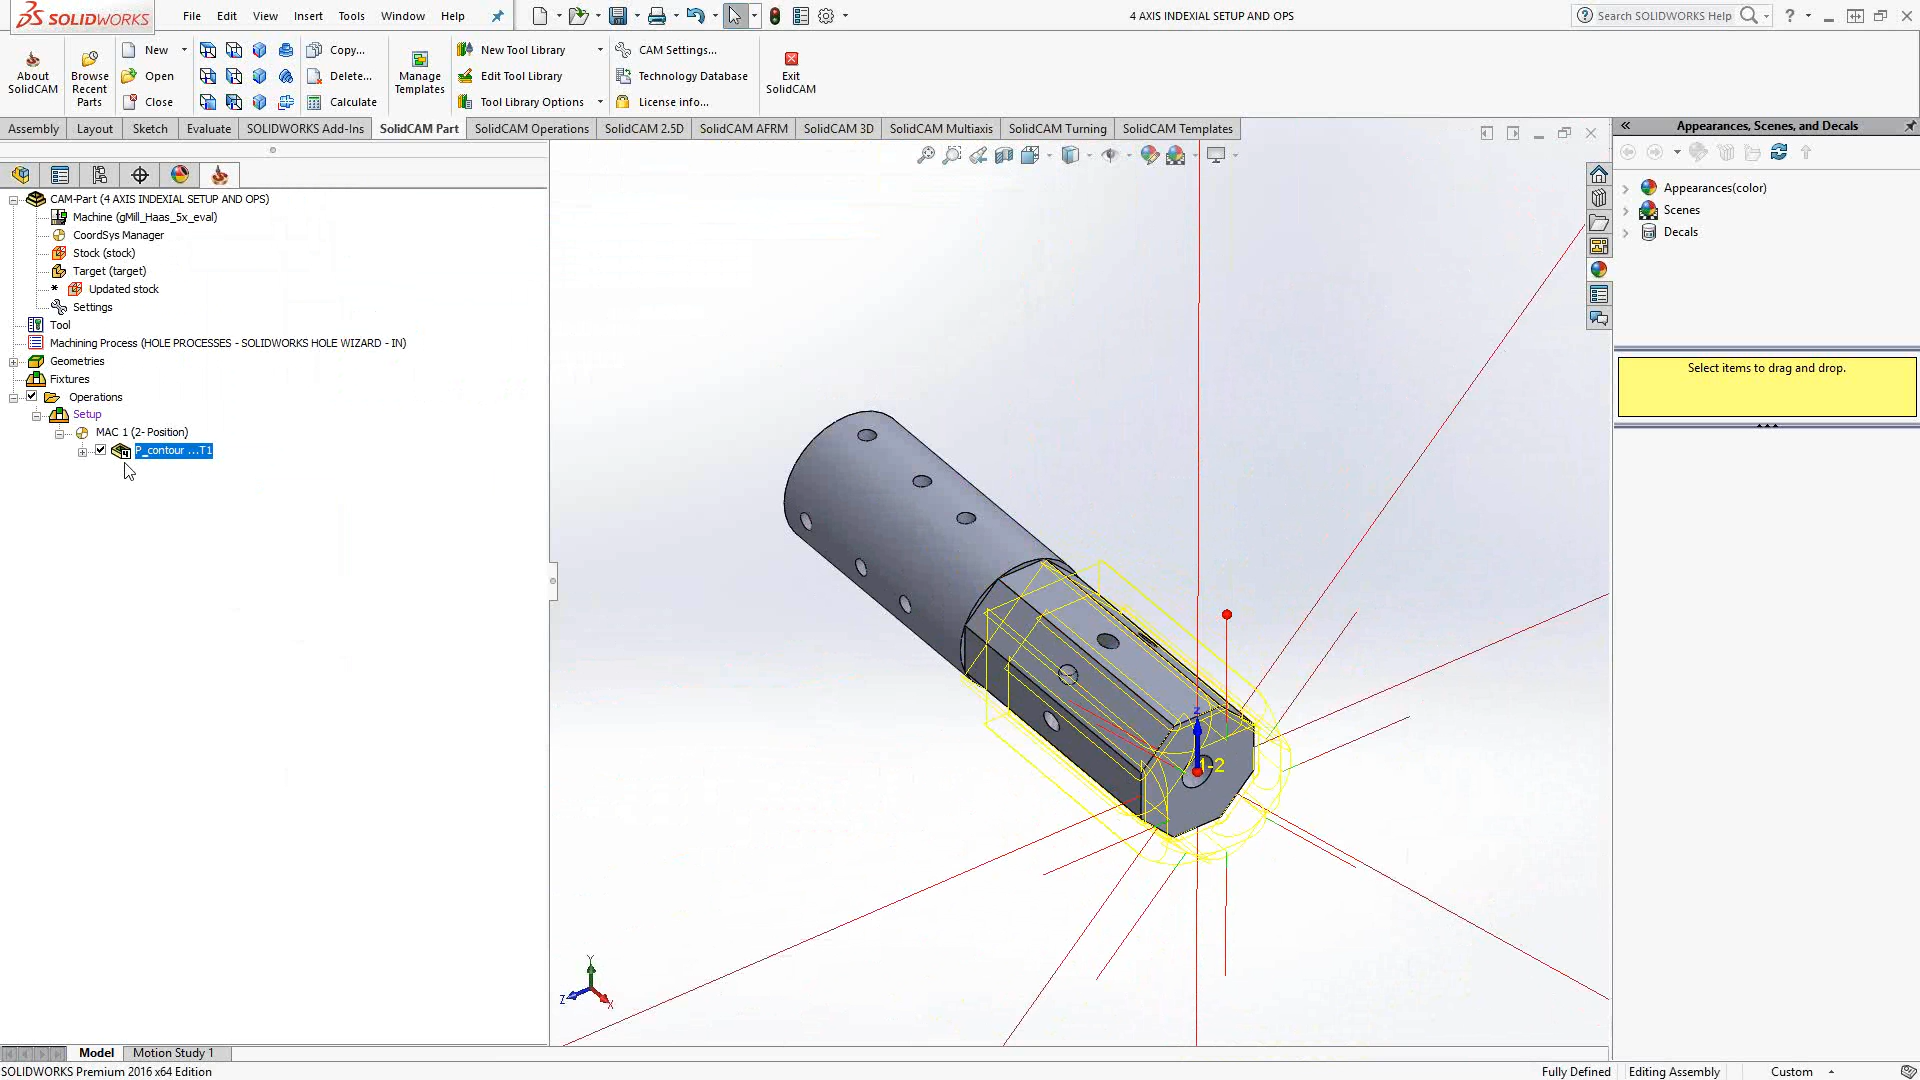 SOLIDWORKS
File Edit View Insert Tools Window Help
4 AXIS INDEXIAL SETUP AND OPS
Search SOLIDWORKS Help
About SolidCAM
Browse Recent Parts
New
Open
Close
Copy...
Delete...
Calculate
Manage Templates
New Tool Library
Edit Tool Library
Tool Library Options
CAM Settings...
Technology Database
License info...
Exit SolidCAM
Assembly Layout Sketch Evaluate SOLIDWORKS Add-Ins SolidCAM Part SolidCAM Operations SolidCAM 2.5D SolidCAM AFRM SolidCAM 3D SolidCAM Multiaxis SolidCAM Turning SolidCAM Templates
CAM-Part (4 AXIS INDEXIAL SETUP AND OPS)
Machine (gMill_Haas_5x_eval)
CoordSys Manager
Stock (stock)
Target (target)
* Updated stock
Settings
Tool
Machining Process (HOLE PROCESSES - SOLIDWORKS HOLE WIZARD - IN)
Geometries
Fixtures
Operations
Setup
MAC 1 (2- Position)
P_contour ...T1
Z
1-2
Y
Z
X
Appearances, Scenes, and Decals
Appearances(color)
Scenes
Decals
Select items to drag and drop.
Model Motion Study 1
SOLIDWORKS Premium 2016 x64 Edition
Fully Defined Editing Assembly Custom